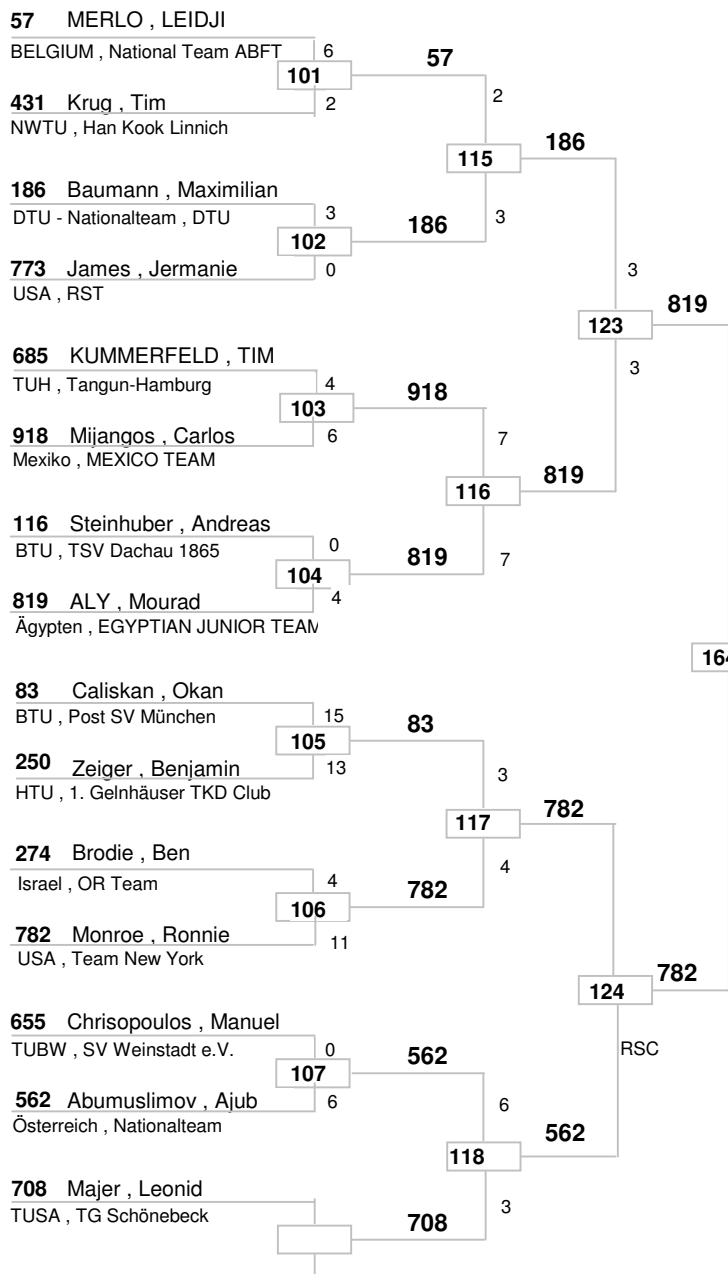 57 MERLO , LEIDJI
BELGIUM , National Team ABFT
6
101
57
431 Krug , Tim
2
NWTU , Han Kook Linnich
2
115
186
186 Baumann , Maximilian
DTU - Nationalteam , DTU
3
102
186
3
773 James , Jermanie
0
USA , RST
3
123
819
3
685 KUMMERFELD , TIM
TUH , Tangun-Hamburg
4
103
918
918 Mijangos , Carlos
6
Mexiko , MEXICO TEAM
7
116
819
116 Steinhuber , Andreas
BTU , TSV Dachau 1865
0
104
819
7
819 ALY , Mourad
4
Ägypten , EGYPTIAN JUNIOR TEAM
164
83 Caliskan , Okan
BTU , Post SV München
15
105
83
250 Zeiger , Benjamin
13
HTU , 1. Gelnhäuser TKD Club
3
117
782
274 Brodie , Ben
Israel , OR Team
4
106
782
4
782 Monroe , Ronnie
11
USA , Team New York
124
782
RSC
655 Chrisopoulos , Manuel
TUBW , SV Weinstadt e.V.
0
107
562
562 Abumuslimov , Ajub
6
Österreich , Nationalteam
6
118
562
708 Majer , Leonid
TUSA , TG Schönebeck
708
3